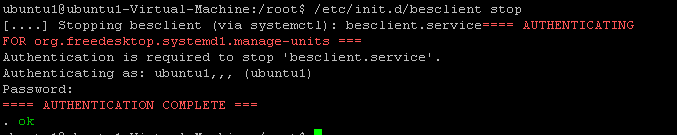 ubuntu1@ubuntu1-Virtual-Machine:/root$ /etc/init.d/besclient stop
[....] Stopping besclient (via systemctl): besclient.service==== AUTHENTICATING
FOR org.freedesktop.systemd1.manage-units ===
Authentication is required to stop 'besclient.service'.
Authenticating as: ubuntu1,,, (ubuntu1)
Password:
==== AUTHENTICATION COMPLETE ===
. ok